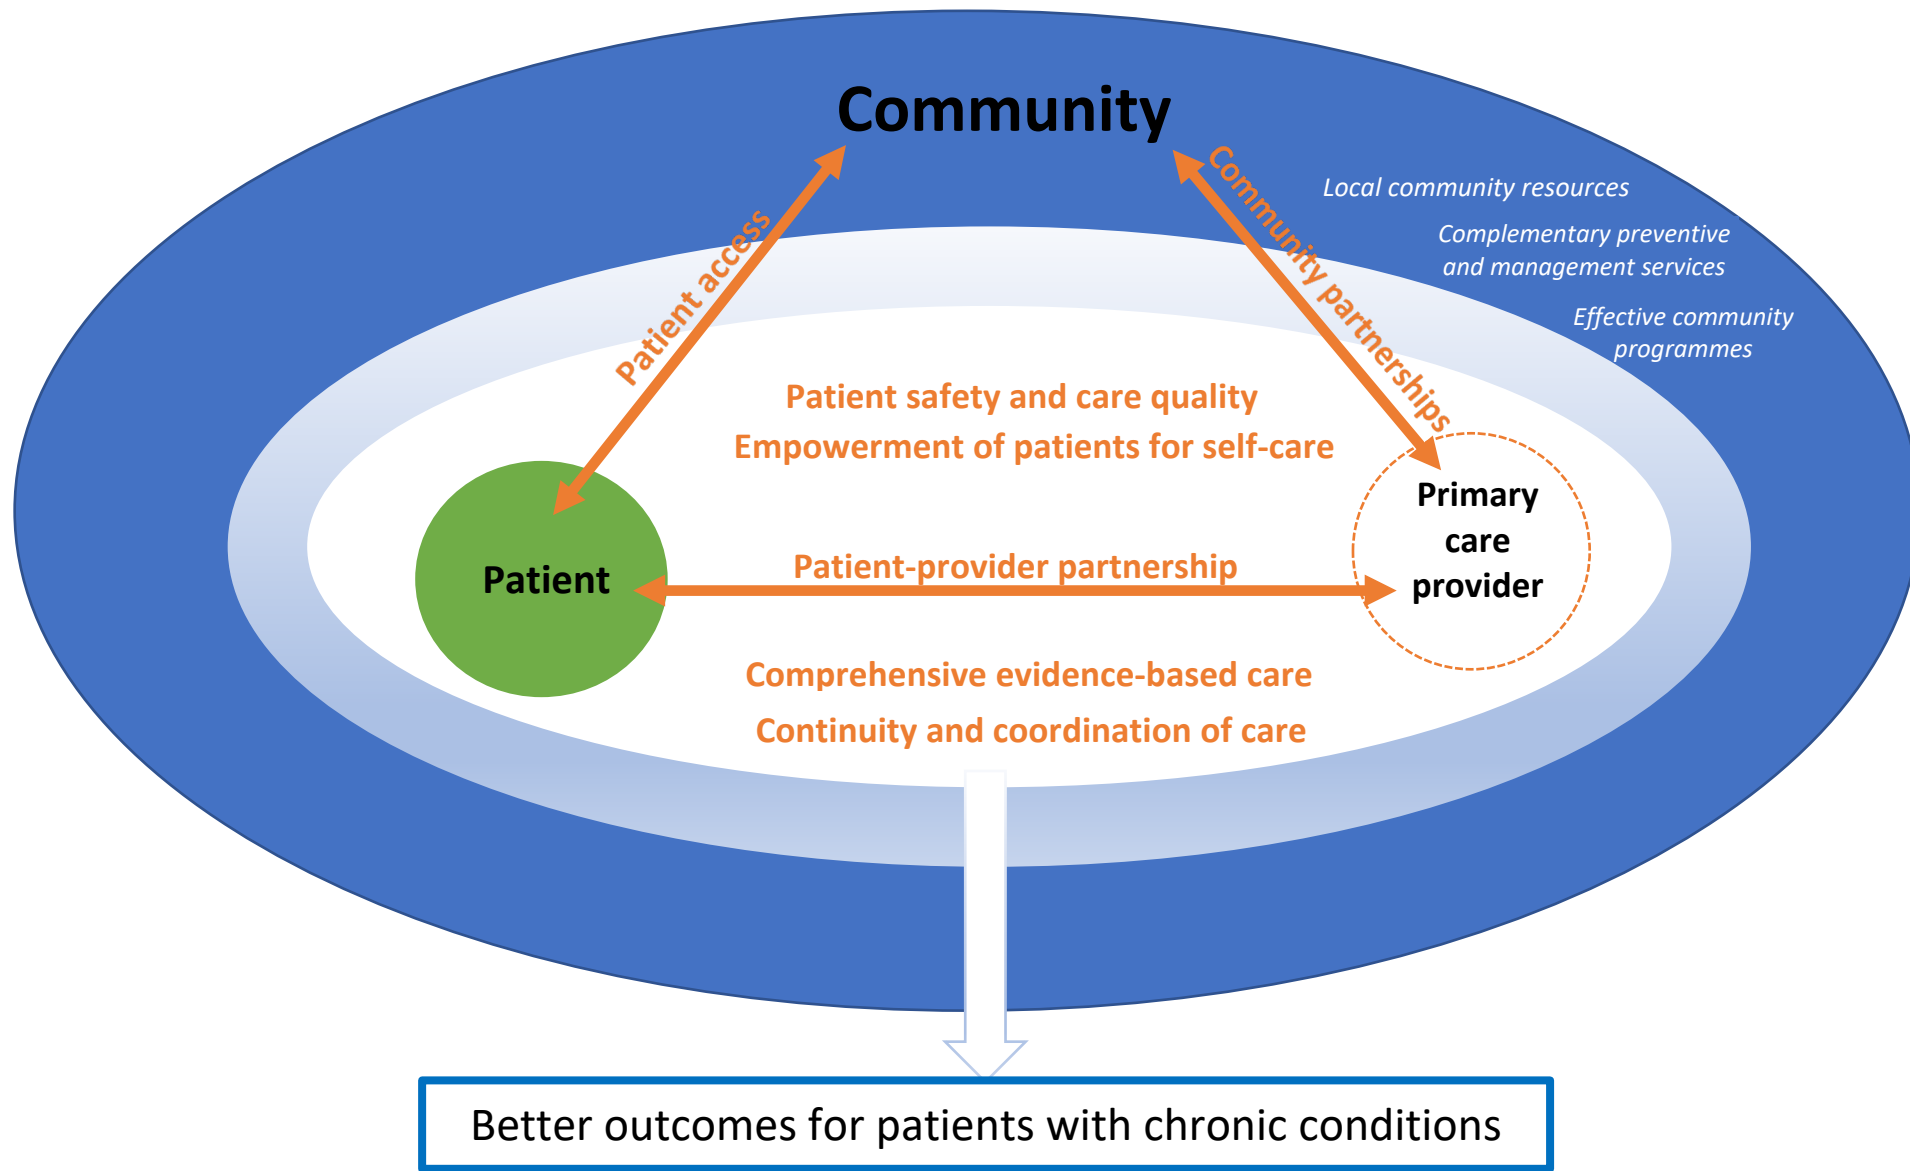 Community
Patient access
Community partnerships
Local community resources
Complementary preventive
and management services
Effective community
programmes
Patient safety and care quality
Empowerment of patients for self-care
Patient
Patient-provider partnership
Primary
care
provider
Comprehensive evidence-based care
Continuity and coordination of care
Better outcomes for patients with chronic conditions